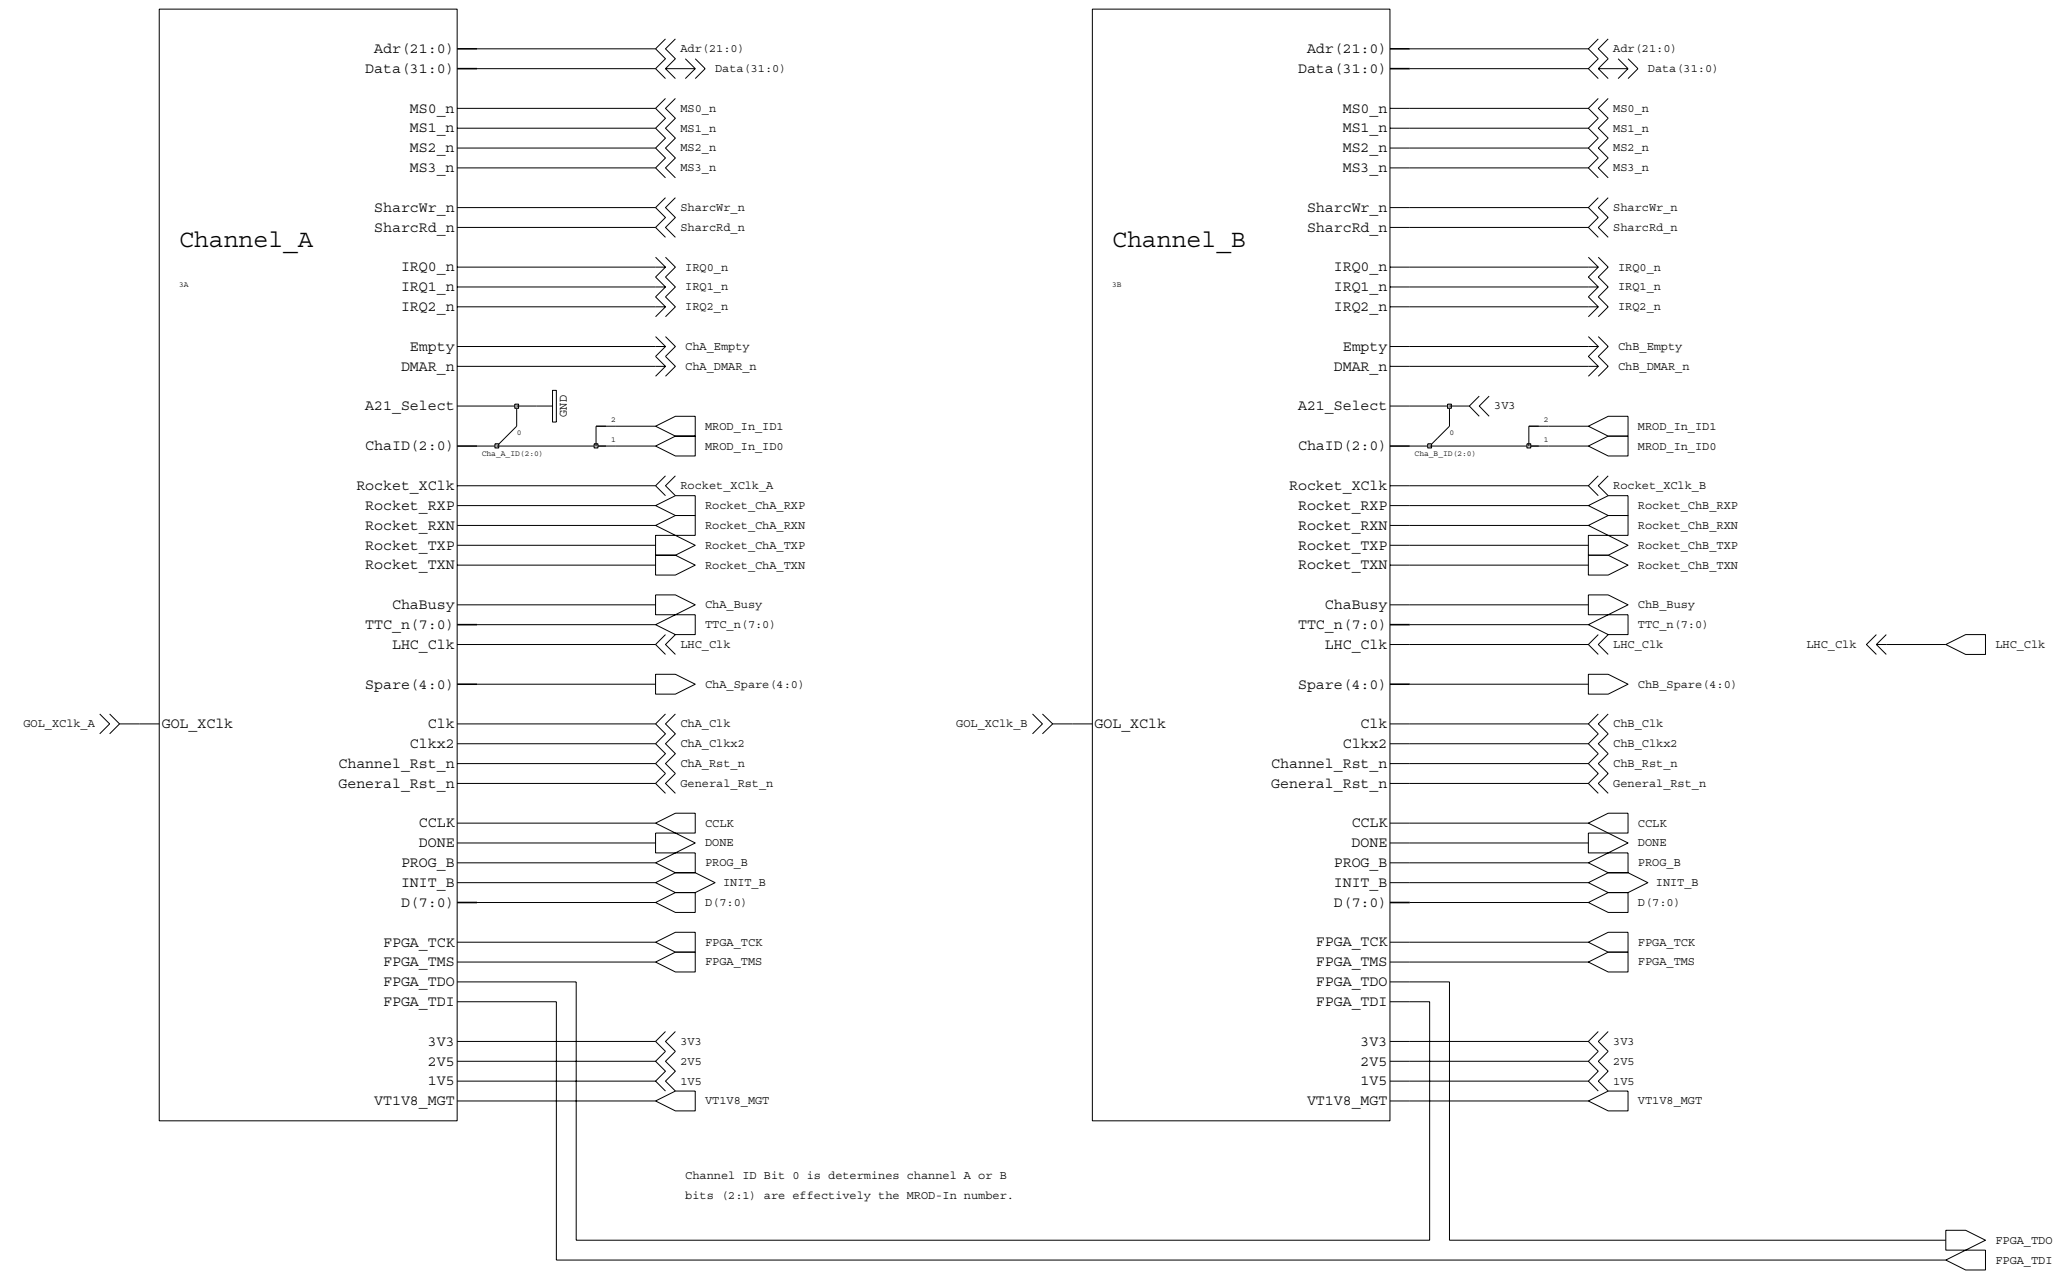 Channel_A
3A
GOL_XClk_A GOL_XClk
Adr(21:0) Adr(21:0)
Data(31:0) Data(31:0)
MS0_n MS0_n
MS1_n MS1_n
MS2_n MS2_n
MS3_n MS3_n
SharcWr_n SharcWr_n
SharcRd_n SharcRd_n
IRQ0_n IRQ0_n
IRQ1_n IRQ1_n
IRQ2_n IRQ2_n
Empty ChA_Empty
DMAR_n ChA_DMAR_n
A21_Select GND
0
2 MROD_In_ID1
ChaID(2:0) 1 MROD_In_ID0
Cha_A_ID(2:0)
Rocket_XClk Rocket_XClk_A
Rocket_RXP Rocket_ChA_RXP
Rocket_RXN Rocket_ChA_RXN
Rocket_TXP Rocket_ChA_TXP
Rocket_TXN Rocket_ChA_TXN
ChaBusy ChA_Busy
TTC_n(7:0) TTC_n(7:0)
LHC_Clk LHC_Clk
Spare(4:0) ChA_Spare(4:0)
Clk ChA_Clk
Clkx2 ChA_Clkx2
Channel_Rst_n ChA_Rst_n
General_Rst_n General_Rst_n
CCLK CCLK
DONE DONE
PROG_B PROG_B
INIT_B INIT_B
D(7:0) D(7:0)
FPGA_TCK FPGA_TCK
FPGA_TMS FPGA_TMS
FPGA_TDO
FPGA_TDI
3V3 3V3
2V5 2V5
1V5 1V5
VT1V8_MGT VT1V8_MGT
Channel_B
3B
GOL_XClk_B GOL_XClk
Adr(21:0) Adr(21:0)
Data(31:0) Data(31:0)
MS0_n MS0_n
MS1_n MS1_n
MS2_n MS2_n
MS3_n MS3_n
SharcWr_n SharcWr_n
SharcRd_n SharcRd_n
IRQ0_n IRQ0_n
IRQ1_n IRQ1_n
IRQ2_n IRQ2_n
Empty ChB_Empty
DMAR_n ChB_DMAR_n
A21_Select 3V3
0
2 MROD_In_ID1
ChaID(2:0) 1 MROD_In_ID0
Cha_B_ID(2:0)
Rocket_XClk Rocket_XClk_B
Rocket_RXP Rocket_ChB_RXP
Rocket_RXN Rocket_ChB_RXN
Rocket_TXP Rocket_ChB_TXP
Rocket_TXN Rocket_ChB_TXN
ChaBusy ChB_Busy
TTC_n(7:0) TTC_n(7:0)
LHC_Clk LHC_Clk
Spare(4:0) ChB_Spare(4:0)
Clk ChB_Clk
Clkx2 ChB_Clkx2
Channel_Rst_n ChB_Rst_n
General_Rst_n General_Rst_n
CCLK CCLK
DONE DONE
PROG_B PROG_B
INIT_B INIT_B
D(7:0) D(7:0)
FPGA_TCK FPGA_TCK
FPGA_TMS FPGA_TMS
FPGA_TDO
FPGA_TDI
3V3 3V3
2V5 2V5
1V5 1V5
VT1V8_MGT VT1V8_MGT
LHC_Clk LHC_Clk
Channel ID Bit 0 is determines channel A or B
bits (2:1) are effectively the MROD-In number.
FPGA_TDO
FPGA_TDI